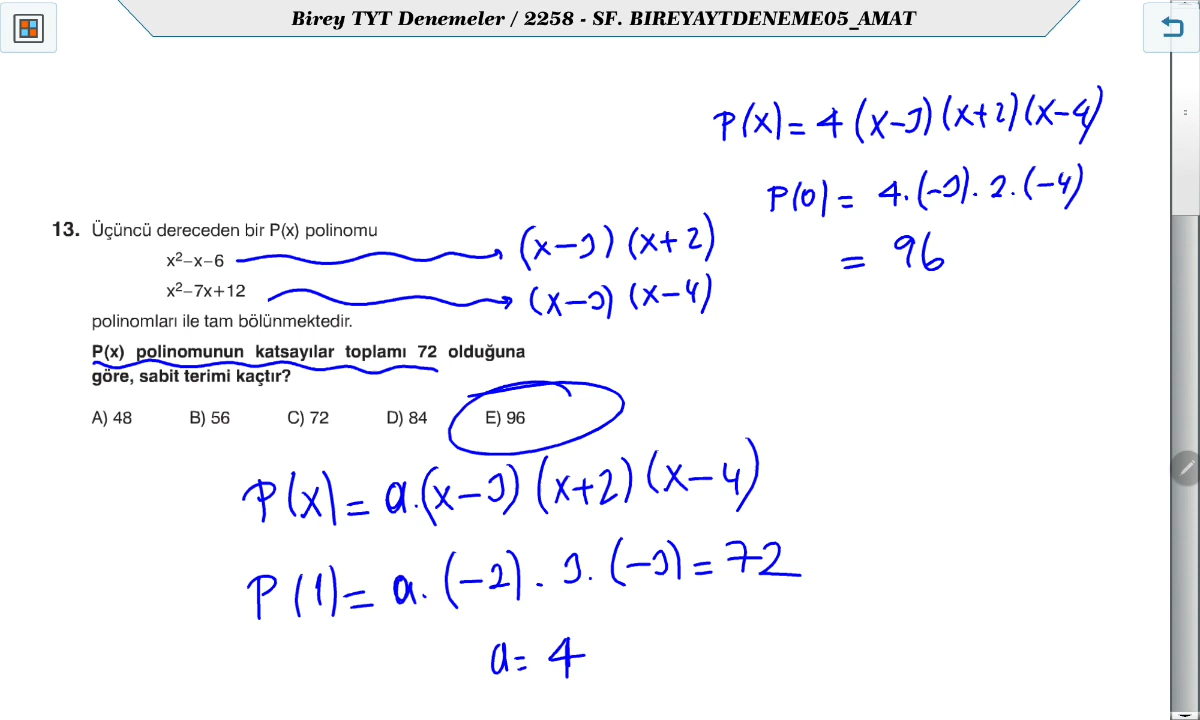 Birey TYT Denemeler / 2258 - SF. BIREYAYTDENEME05_AMAT
P(x) = 4 (x-3) (x+2) (x-4)
P(0) = 4.(-3).2.(-4)
= 96
13. Üçüncü dereceden bir P(x) polinomu
x²–x–6 (x-3) (x+2)
x²–7x+12 (x-3) (x-4)
polinomları ile tam bölünmektedir.
P(x) polinomunun katsayılar toplamı 72 olduğuna
göre, sabit terimi kaçtır?
A) 48 B) 56 C) 72 D) 84 E) 96
P(x) = a.(x-3) (x+2) (x-4)
P(1) = a.(-2).3.(-3) = 72
a = 4